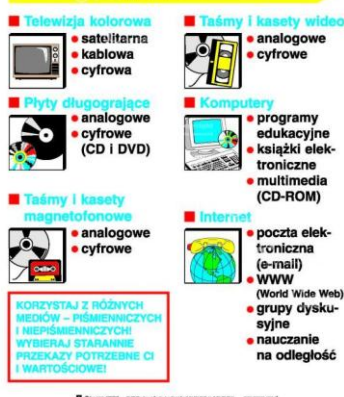 Telewizja kolorowa
satelitarna
kablowa
cyfrowa
Płyty długogrające
analogowe
cyfrowe
(CD i DVD)
Taśmy i kasety
magnetofonowe
analogowe
cyfrowe
KORZYSTAJ Z RÓŻNYCH
MEDIÓW – PIŚMIENNICZYCH
I NIEPIŚMIENNICZYCH!
WYBIERAJ STARANNIE
PRZEKAZY POTRZEBNE CI
I WARTOŚCIOWE!
Taśmy i kasety wideo
analogowe
cyfrowe
Komputery
programy
edukacyjne
książki elek-
troniczne
multimedia
(CD-ROM)
Internet
poczta elek-
troniczna
(e-mail)
WWW
(World Wide Web)
grupy dysku-
syjne
nauczanie
na odległość